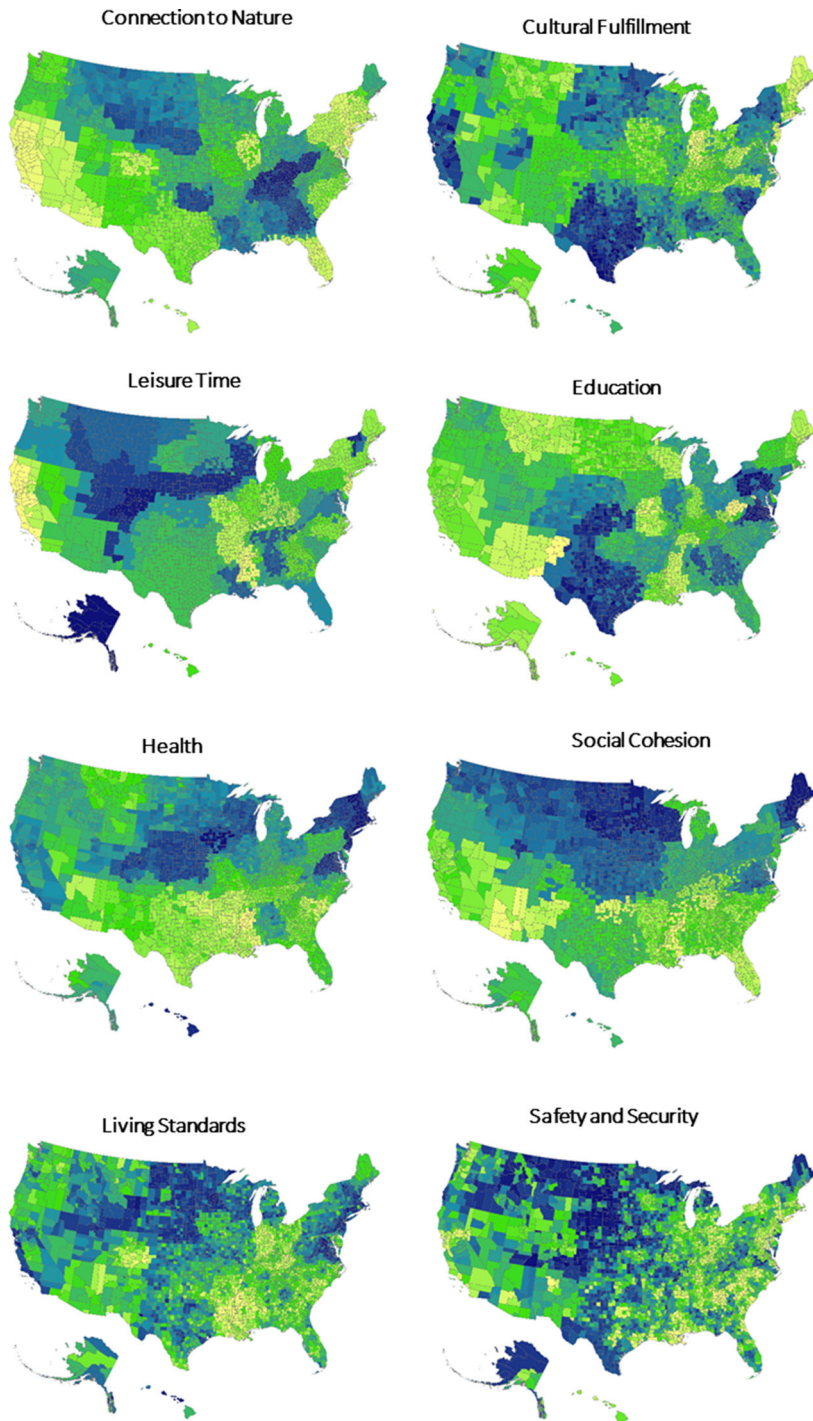 Connection to Nature
Cultural Fulfillment
Leisure Time
Education
Health
Social Cohesion
Living Standards
Safety and Security